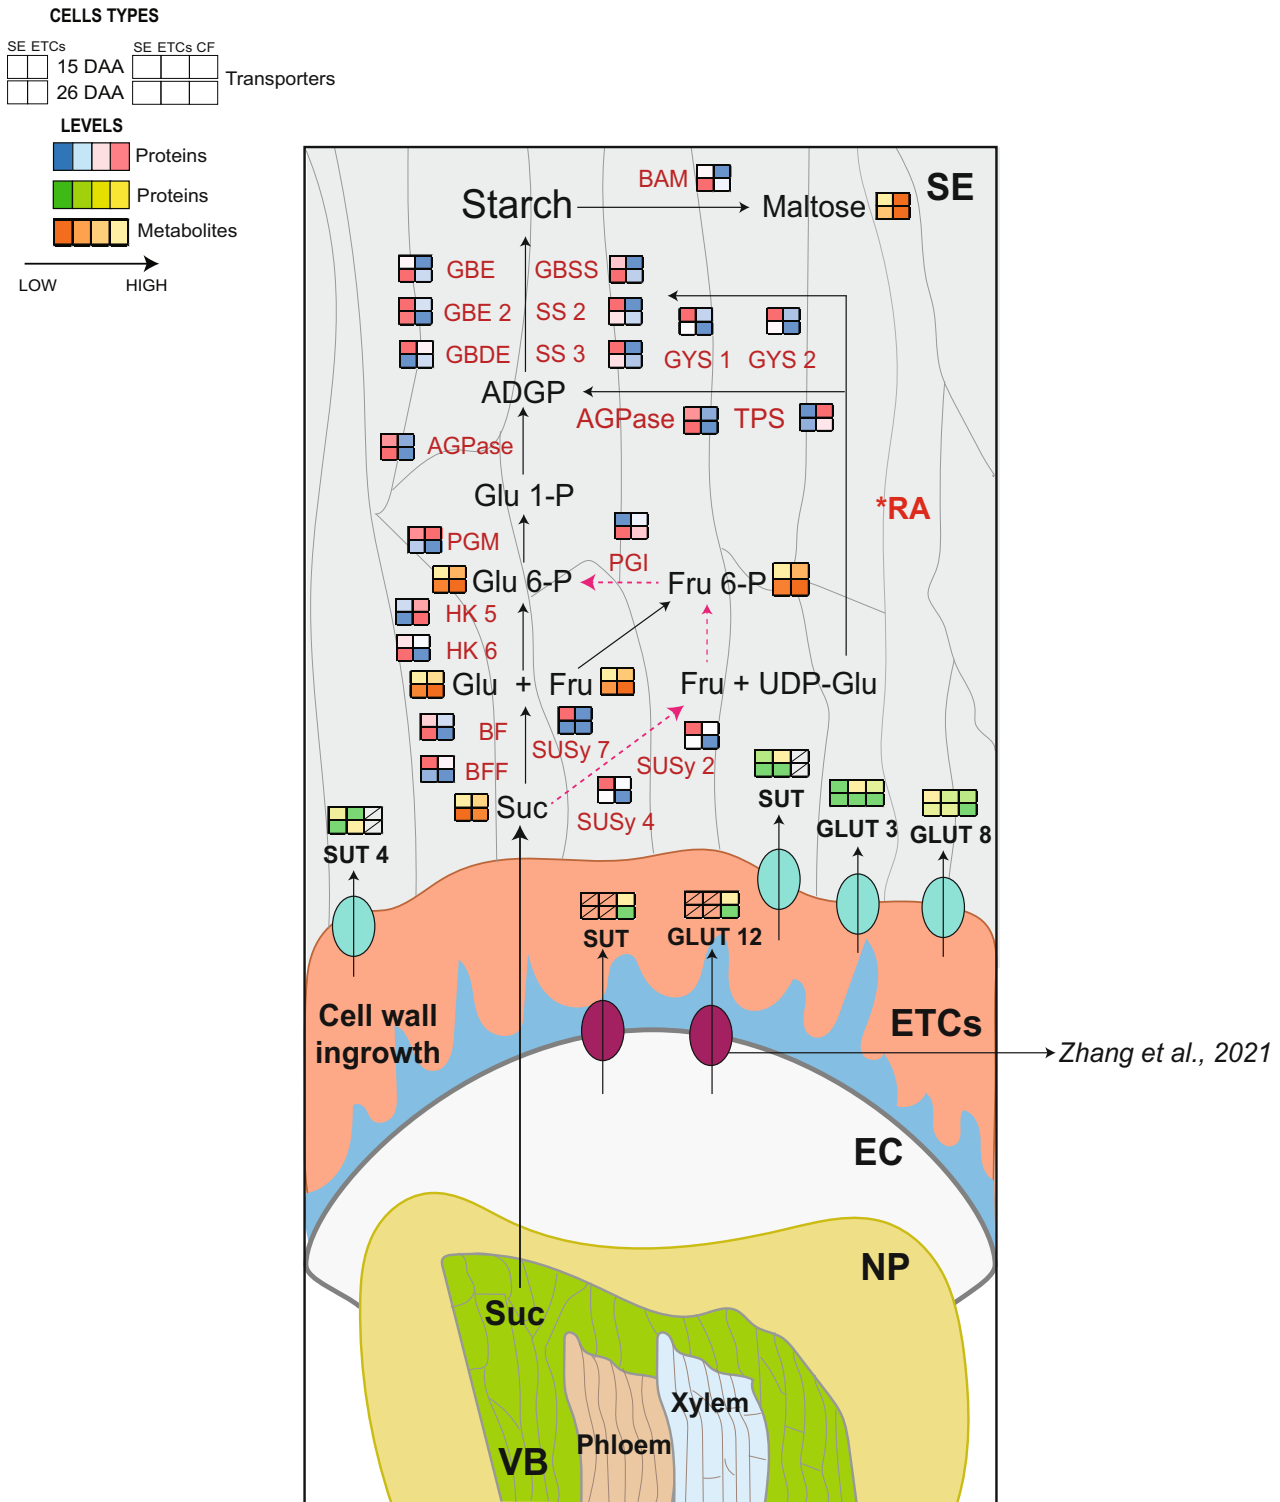 CELLS TYPES
SE ETCs SE ETCs CF
15 DAA
Transporters
26 DAA
LEVELS
Proteins
Proteins
Metabolites
LOW HIGH
BAM
SE
Starch Maltose
GBE GBSS
GBE 2 SS 2
GBDE SS 3 GYS 1 GYS 2
ADGP
AGPase TPS
AGPase
Glu 1-P
*RA
PGM
PGI
Glu 6-P Fru 6-P
HK 5
HK 6
Glu + Fru Fru + UDP-Glu
BF
SUSy 7
SUSy 2
BFF
Suc
SUSy 4
SUT
GLUT 3 GLUT 8
SUT 4
SUT GLUT 12
Cell wall
ingrowth
ETCs
Zhang et al., 2021
EC
NP
Suc
Xylem
Phloem
VB